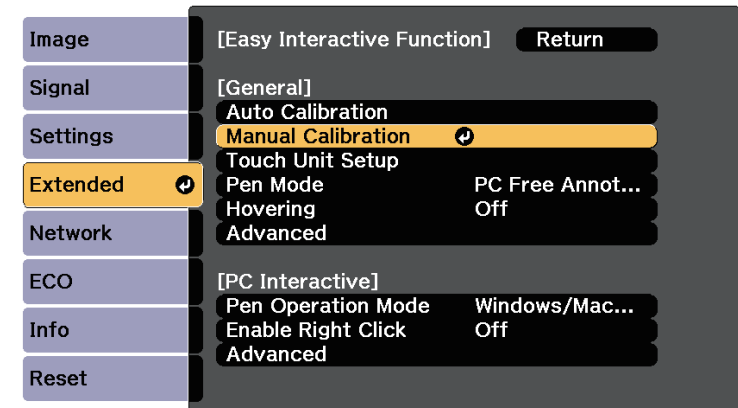 Image
Signal
Settings
Extended
Network
ECO
Info
Reset
[Easy Interactive Function] Return
[General]
Auto Calibration
Manual Calibration
Touch Unit Setup
Pen Mode PC Free Annot...
Hovering Off
Advanced
[PC Interactive]
Pen Operation Mode Windows/Mac...
Enable Right Click Off
Advanced